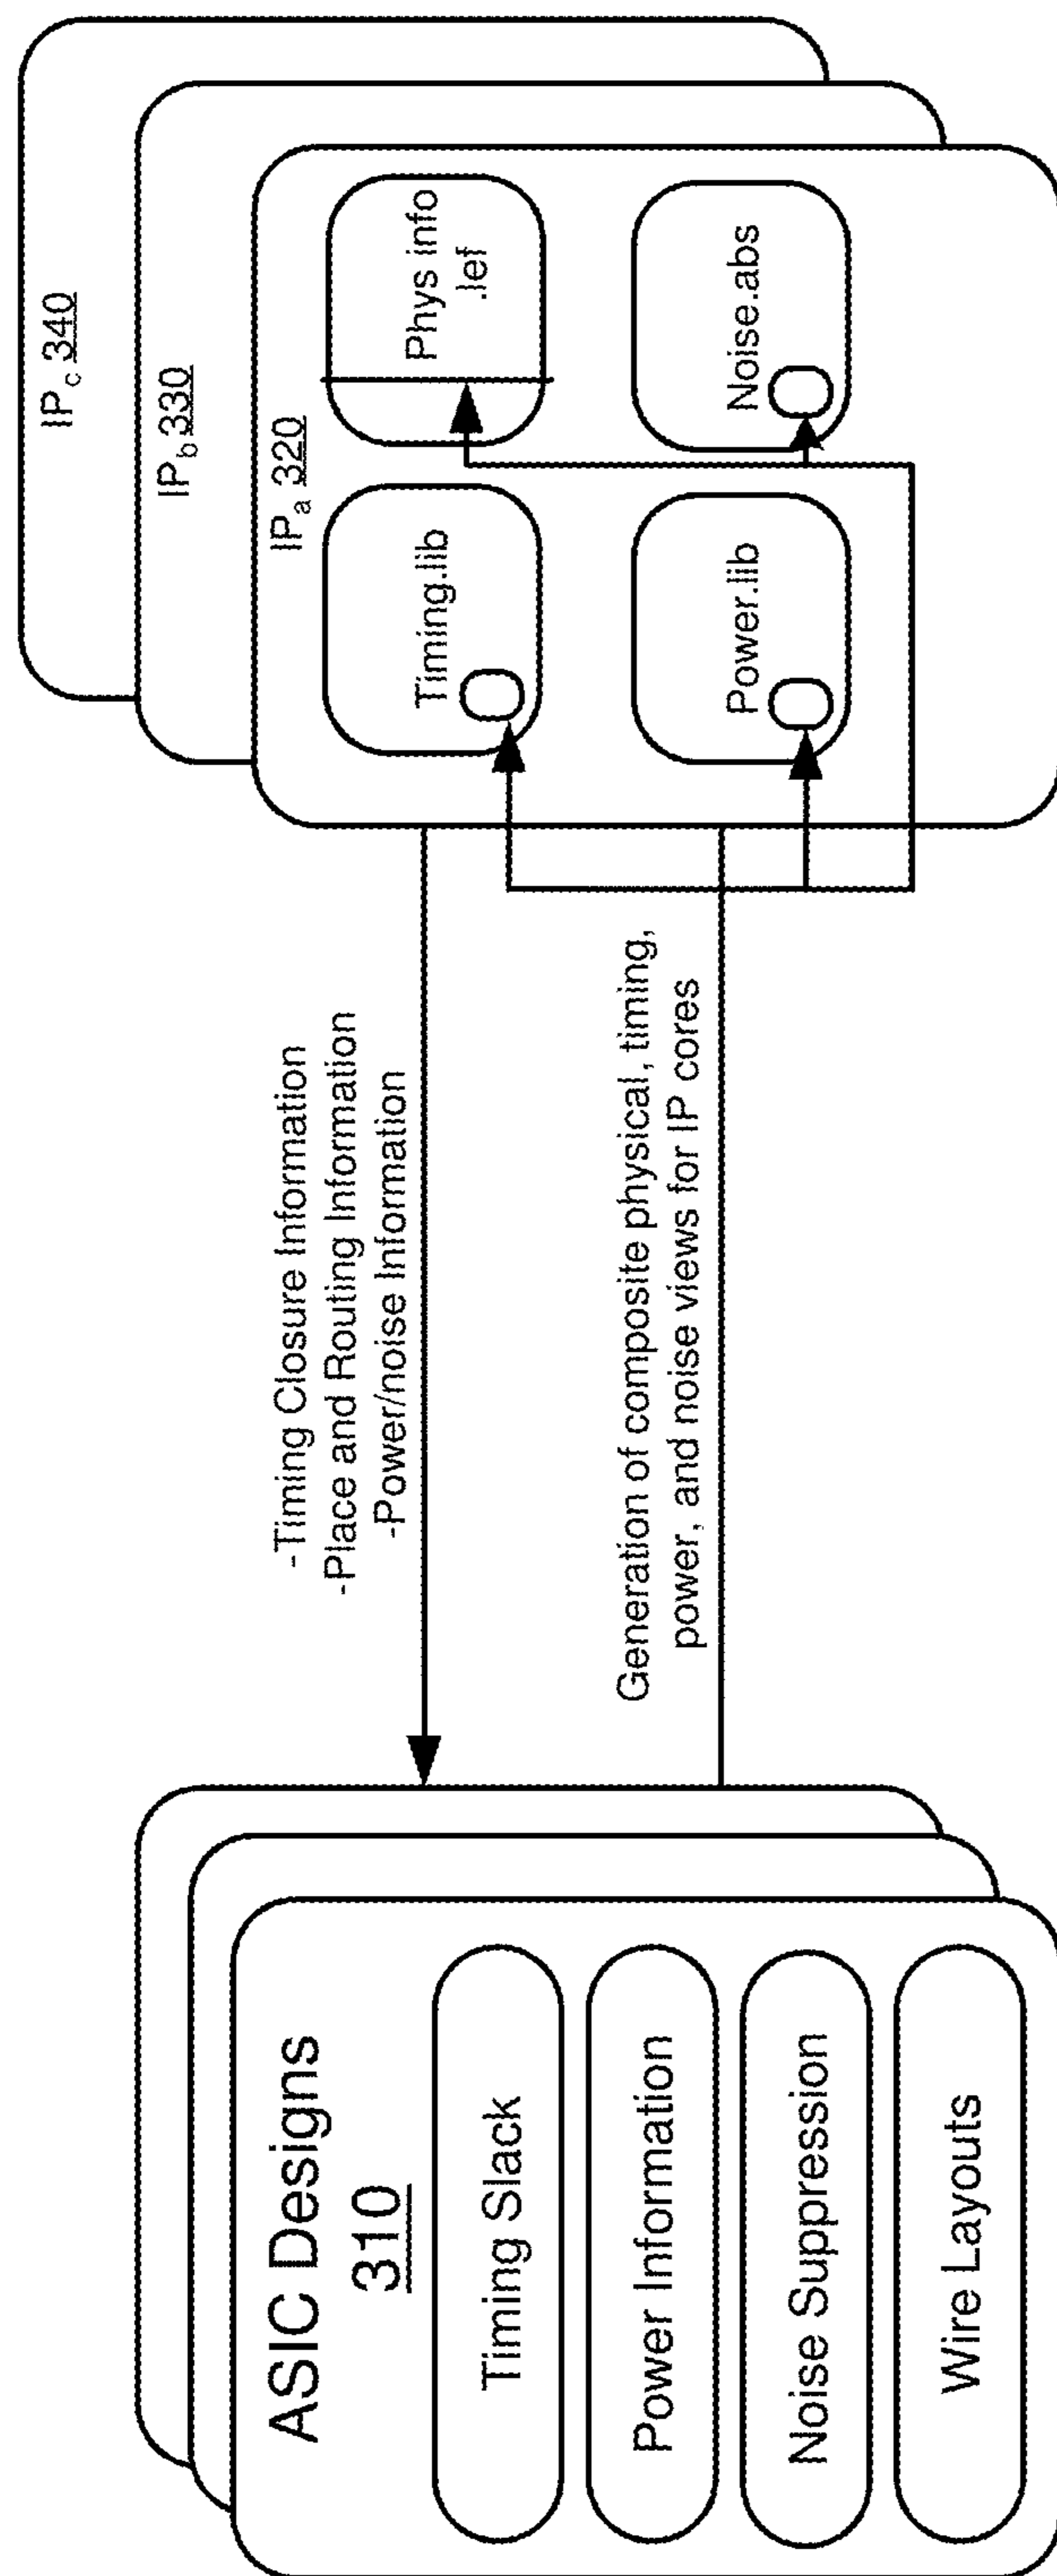 ASIC Designs
310
Timing Slack
Power Information
Noise Suppression
Wire Layouts
-Timing Closure Information
-Place and Routing Information
-Power/noise Information
Generation of composite physical, timing,
power, and noise views for IP cores
IPc 340
IPb 330
IPa 320
Timing.lib
Phys info
.lef
Power.lib
Noise.abs